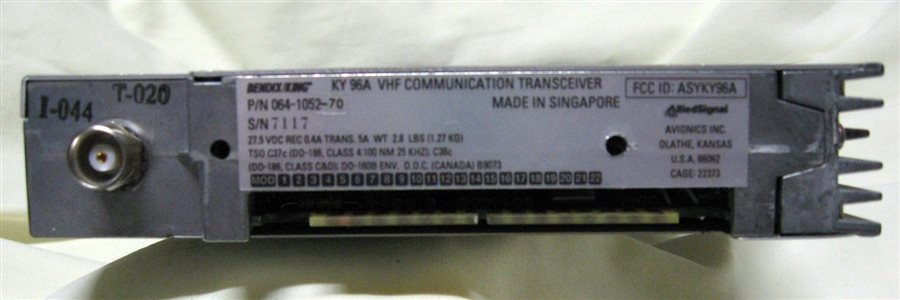 I-044
T-020
BENDIX/KING® KY 96A VHF COMMUNICATION TRANSCEIVER
P/N 064-1052-70 MADE IN SINGAPORE
S/N 7117
27.5 VDC REC 0.4A TRANS. 5A WT 2.8 LBS (1.27 KG)
TSO C37c (DO-186, CLASS 4:100 NM 25 KHZ), C38c
(DO-186, CLASS C&D), DO-160B ENV. D.O.C. (CANADA) B9073
MOD 1 2 3 4 5 6 7 8 9 10 11 12 13 14 15 16 17 18 19 20 21 22
FCC ID: ASYKY96A
AlliedSignal
AVIONICS INC.
OLATHE, KANSAS
U.S.A. 66062
CAGE: 22373